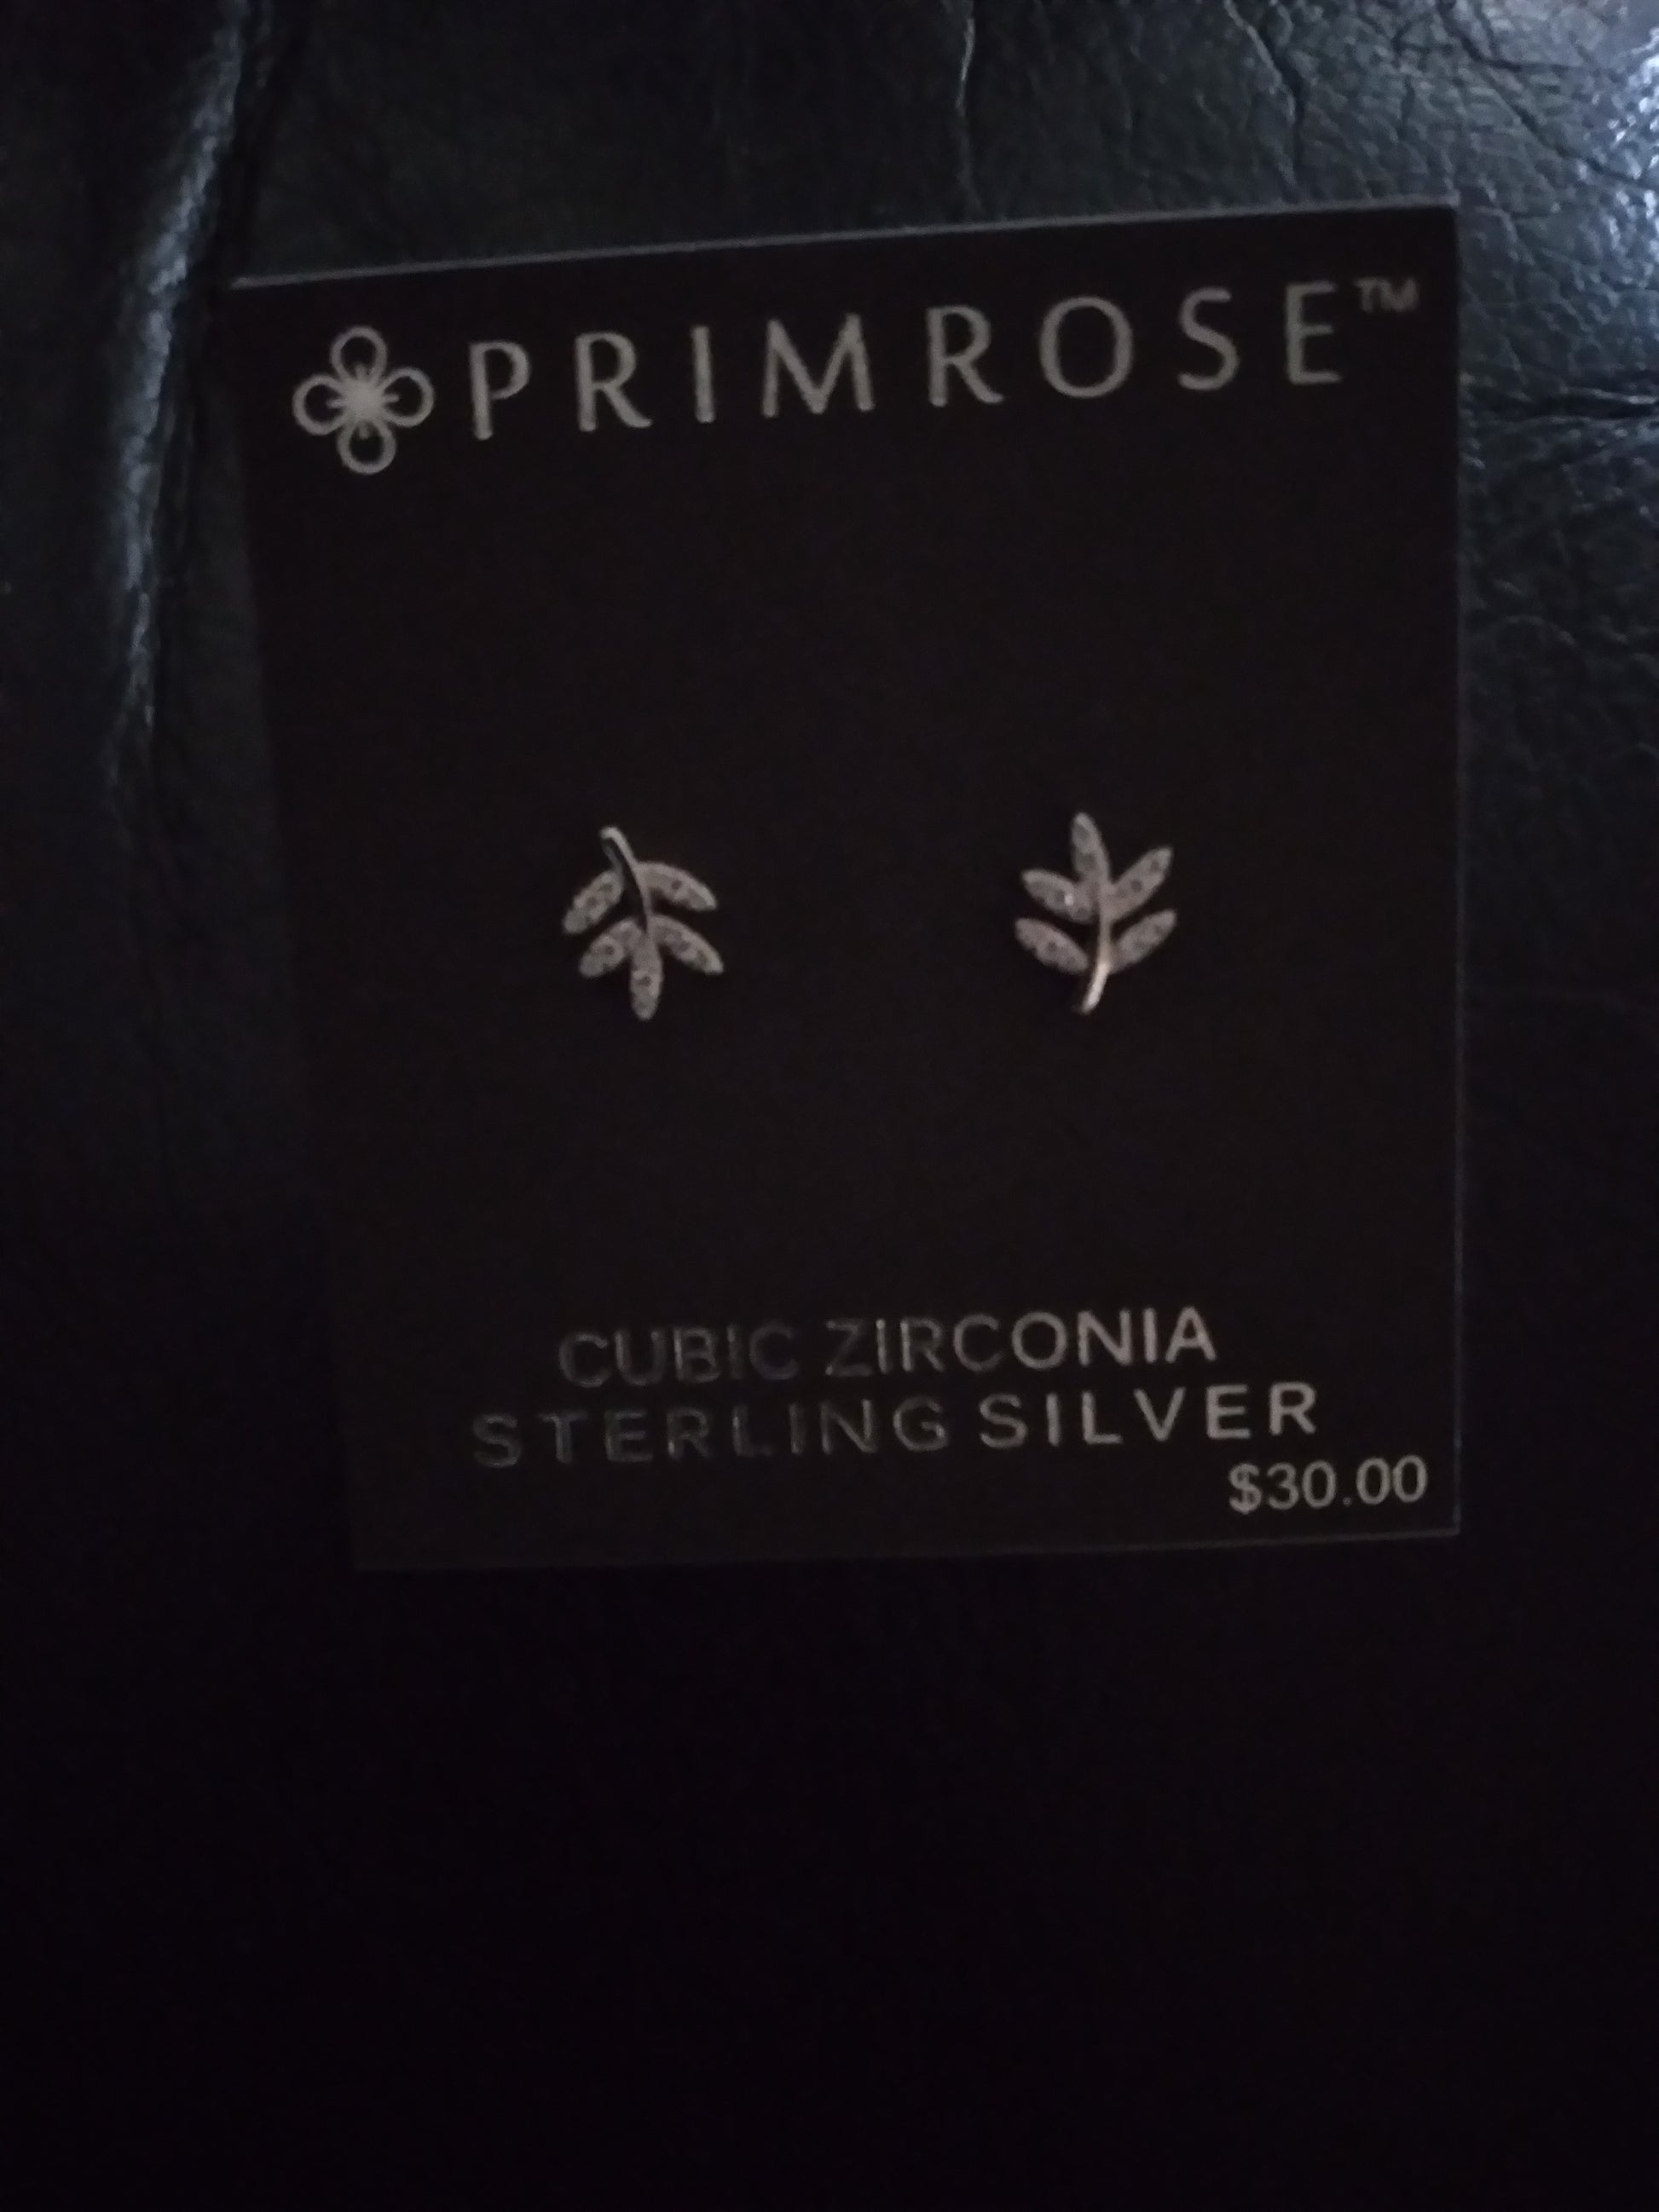 PRIMROSE™
CUBIC ZIRCONIA
STERLING SILVER
$30.00